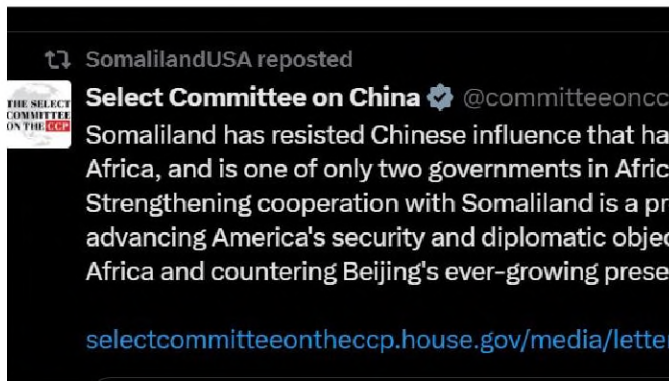 SomalilandUSA reposted
THE SELECT
COMMITTEE
ON THE CCP
Select Committee on China @committeeoncc
Somaliland has resisted Chinese influence that ha
Africa, and is one of only two governments in Afric
Strengthening cooperation with Somaliland is a pr
advancing America's security and diplomatic objec
Africa and countering Beijing's ever-growing prese
selectcommitteeontheccp.house.gov/media/letter